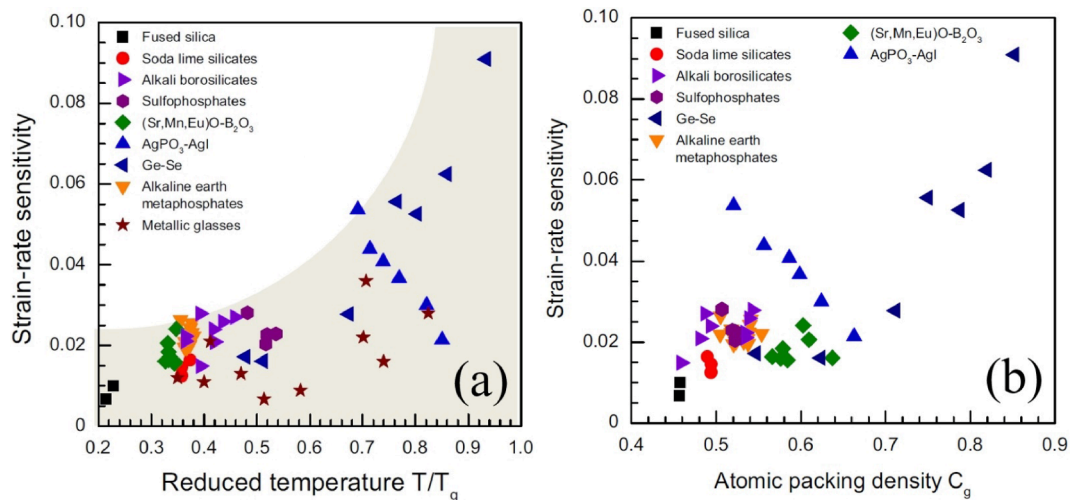 0.10
0.08
0.06
0.04
0.02
0
Strain-rate sensitivity
Fused silica
Soda lime silicates
Alkali borosilicates
Sulfophosphates
(Sr,Mn,Eu)O-B₂O₃
AgPO₃-AgI
Ge-Se
Alkaline earth
metaphosphates
Metallic glasses
(a)
0.2 0.3 0.4 0.5 0.6 0.7 0.8 0.9 1.0
Reduced temperature T/Tg
0.10
0.08
0.06
0.04
0.02
0.00
Strain-rate sensitivity
Fused silica
Soda lime silicates
Alkali borosilicates
Sulfophosphates
Ge-Se
Alkaline earth
metaphosphates
(Sr,Mn,Eu)O-B₂O₃
AgPO₃-AgI
(b)
0.4 0.5 0.6 0.7 0.8 0.9
Atomic packing density Cg